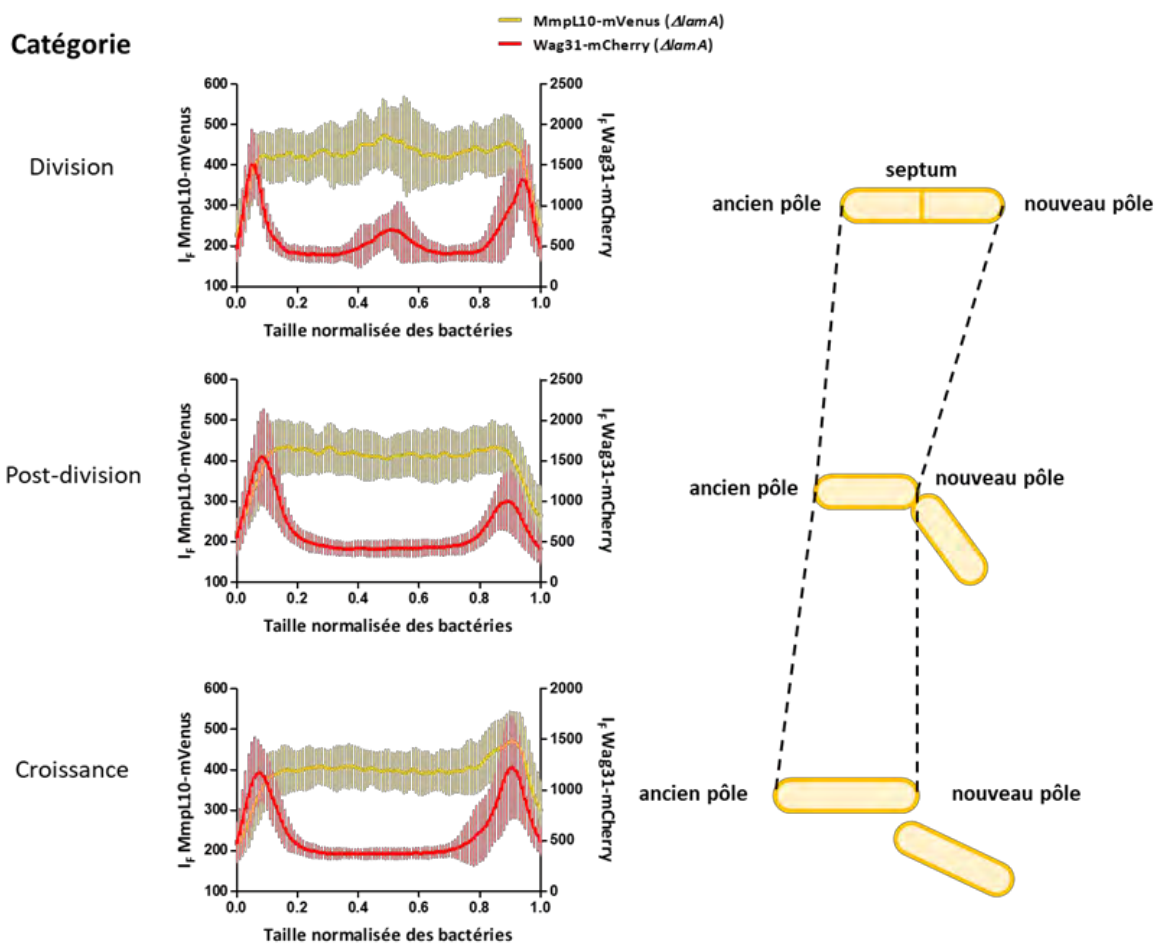 Catégorie
MmpL10-mVenus (ΔlamA)
Wag31-mCherry (ΔlamA)
Division
IF MmpL10-mVenus
600
500
400
300
200
100
2500
2000
1500
1000
500
0
IF Wag31-mCherry
0.0 0.2 0.4 0.6 0.8 1.0
Taille normalisée des bactéries
septum
ancien pôle
nouveau pôle
Post-division
IF MmpL10-mVenus
600
500
400
300
200
100
2500
2000
1500
1000
500
0
IF Wag31-mCherry
0.0 0.2 0.4 0.6 0.8 1.0
Taille normalisée des bactéries
ancien pôle
nouveau pôle
Croissance
IF MmpL10-mVenus
600
500
400
300
200
100
2000
1500
1000
500
0
IF Wag31-mCherry
0.0 0.2 0.4 0.6 0.8 1.0
Taille normalisée des bactéries
ancien pôle
nouveau pôle